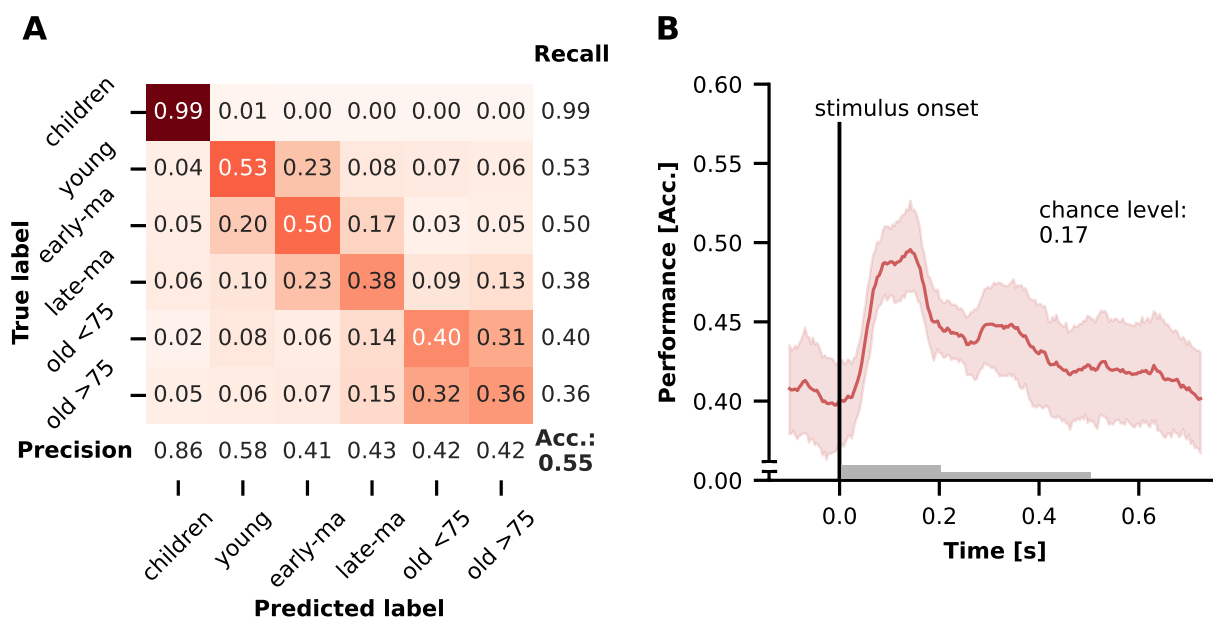 A
Recall
children 0.99 0.01 0.00 0.00 0.00 0.00 0.99
young 0.04 0.53 0.23 0.08 0.07 0.06 0.53
early-ma 0.05 0.20 0.50 0.17 0.03 0.05 0.50
late-ma 0.06 0.10 0.23 0.38 0.09 0.13 0.38
old <75 0.02 0.08 0.06 0.14 0.40 0.31 0.40
old >75 0.05 0.06 0.07 0.15 0.32 0.36 0.36
True label
Precision 0.86 0.58 0.41 0.43 0.42 0.42 Acc.:
0.55
children young early-ma late-ma old <75 old >75
Predicted label
B
0.60
stimulus onset
0.55
chance level:
0.17
0.50
0.45
0.40
0.00
Performance [Acc.]
0.0 0.2 0.4 0.6
Time [s]